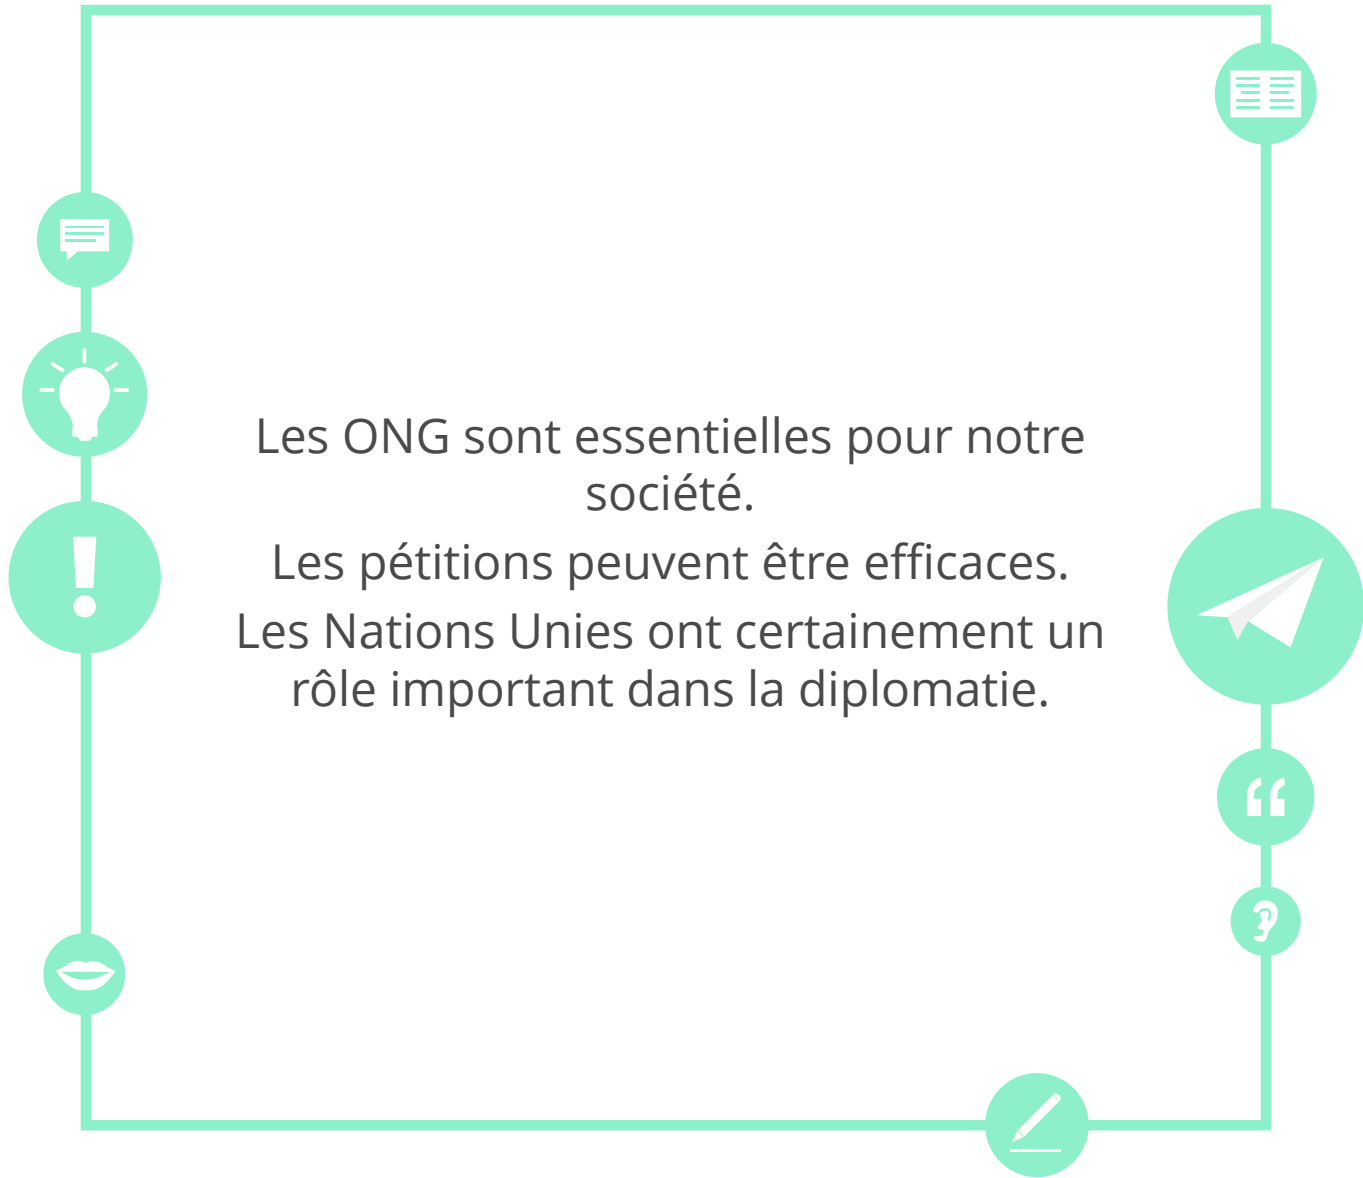 Les ONG sont essentielles pour notre
société.
Les pétitions peuvent être efficaces.
Les Nations Unies ont certainement un
rôle important dans la diplomatie.